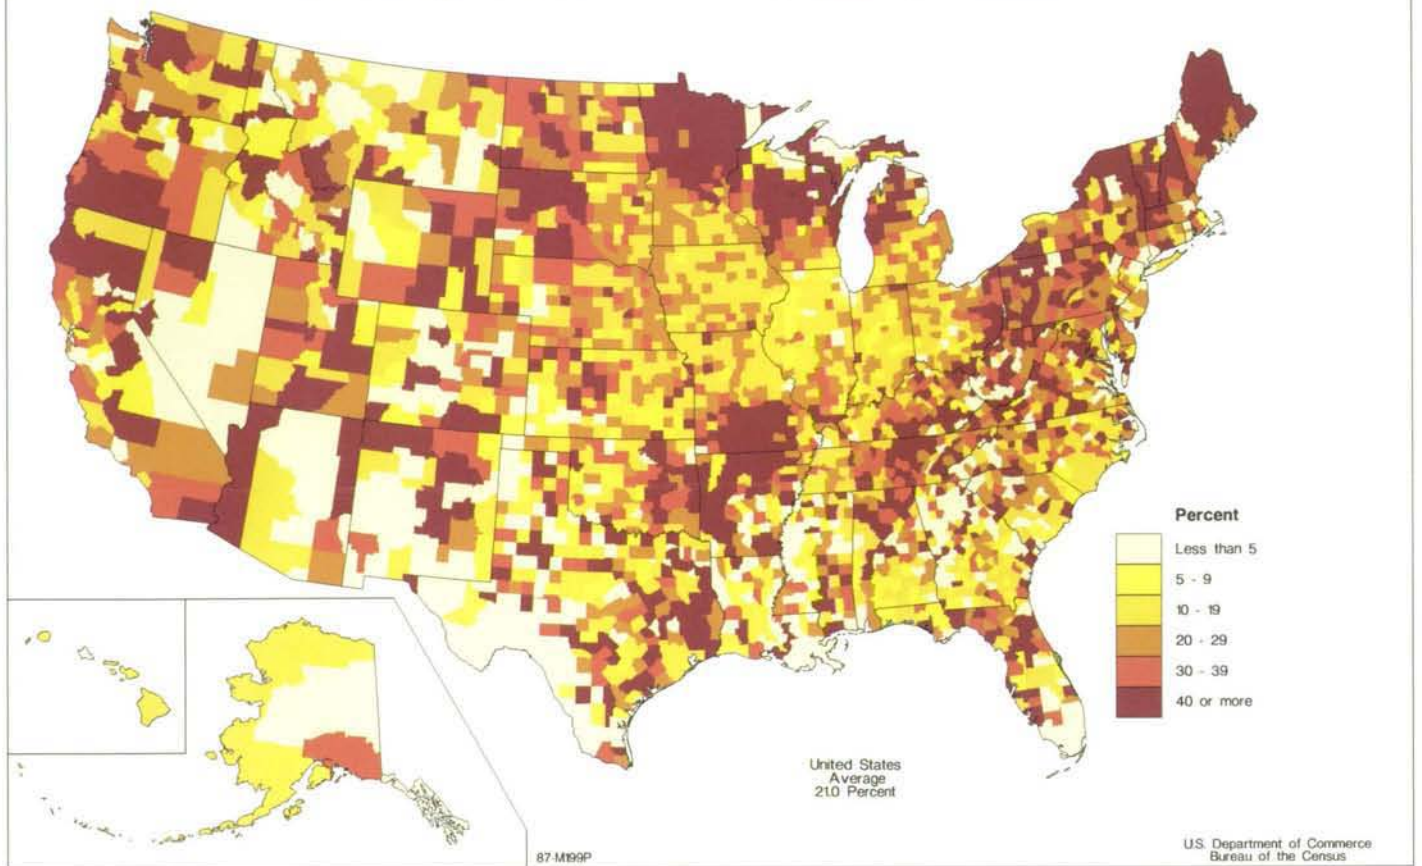 Percent
Less than 5
5 - 9
10 - 19
20 - 29
30 - 39
40 or more
United States
Average
21.0 Percent
87-M199P
U.S. Department of Commerce
Bureau of the Census